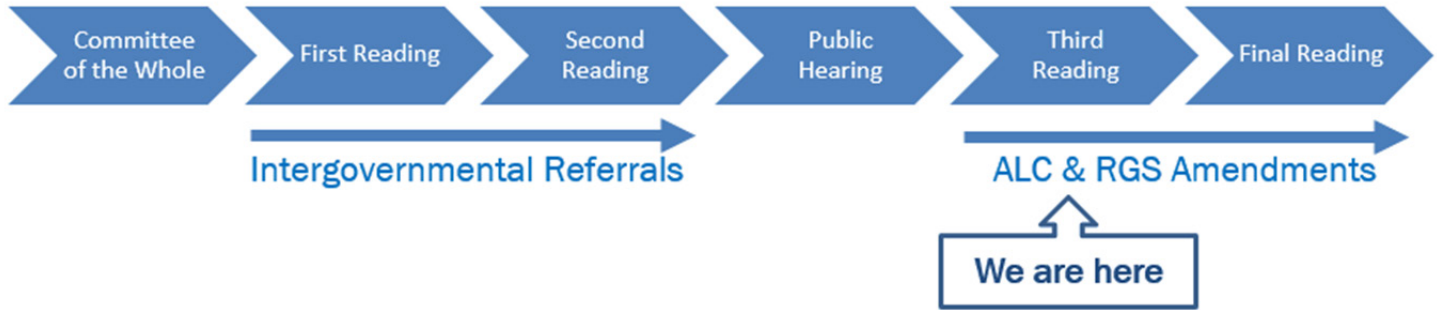 Committee
of the Whole
First Reading
Second
Reading
Public
Hearing
Third
Reading
Final Reading
Intergovernmental Referrals
ALC & RGS Amendments
We are here